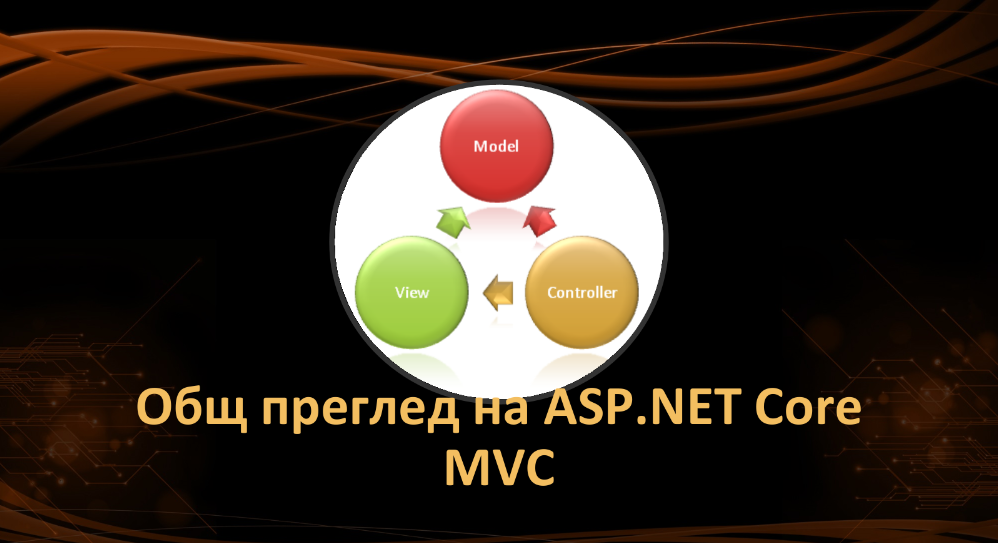 Model
View
Controller
Общ преглед на ASP.NET Core
MVC